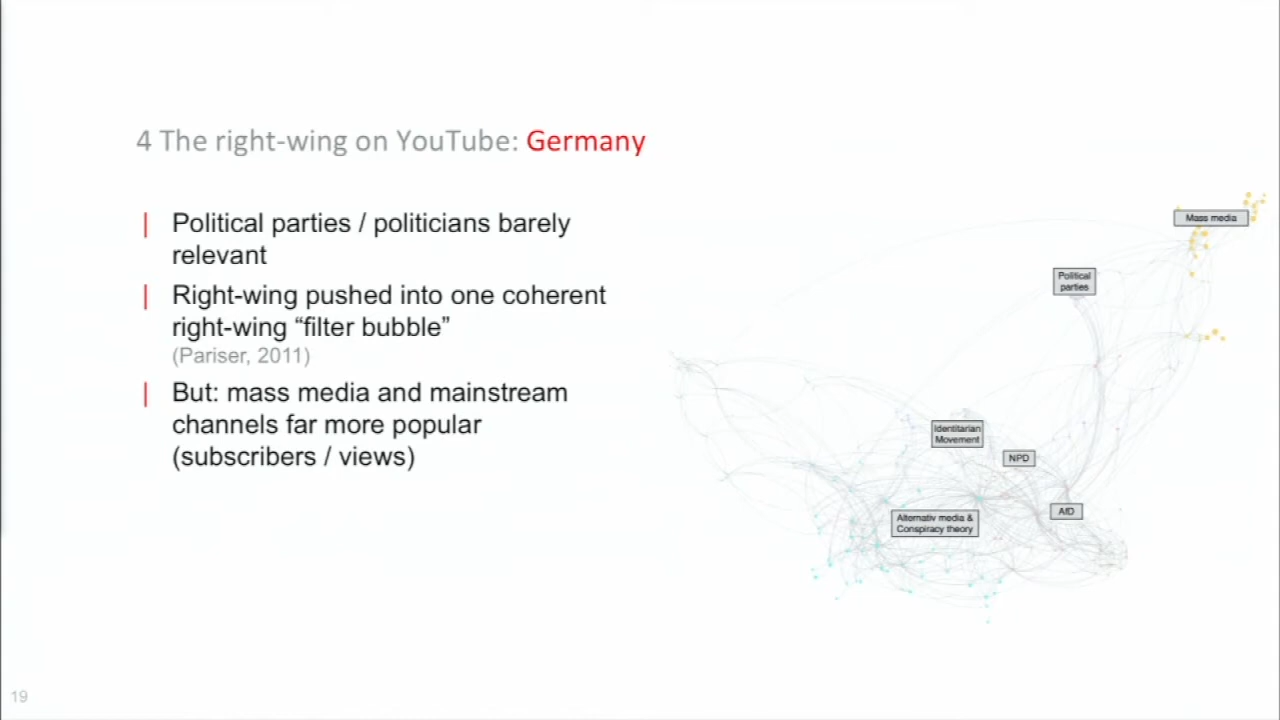 4 The right-wing on YouTube: Germany
| Political parties / politicians barely
relevant
| Right-wing pushed into one coherent
right-wing “filter bubble”
(Pariser, 2011)
| But: mass media and mainstream
channels far more popular
(subscribers / views)
Mass media
Political
parties
Identitarian
Movement
NPD
AfD
Alternativ media &
Conspiracy theory
19